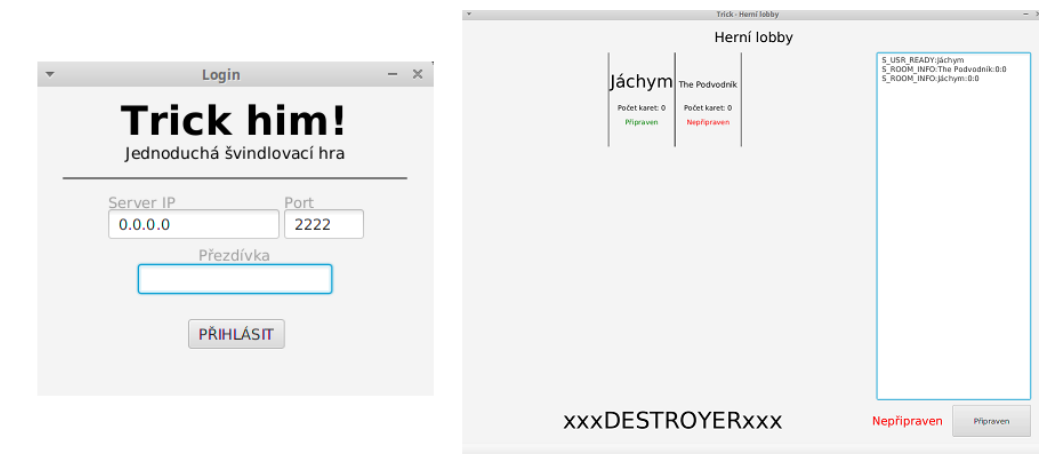 Login
Trick him!
Jednoduchá švindlovací hra
Server IP
Port
0.0.0.0
2222
Přezdívka
PŘIHLÁSIT
Trick - Herní lobby
Herní lobby
Jáchym
The Podvodník
Počet karet: 0
Počet karet: 0
Připraven
Nepřipraven
S_USR_READY:Jáchym
S_ROOM_INFO:The Podvodník:0:0
S_ROOM_INFO:Jáchym:0:0
xxxDESTROYERxxx
Nepřipraven
Připraven